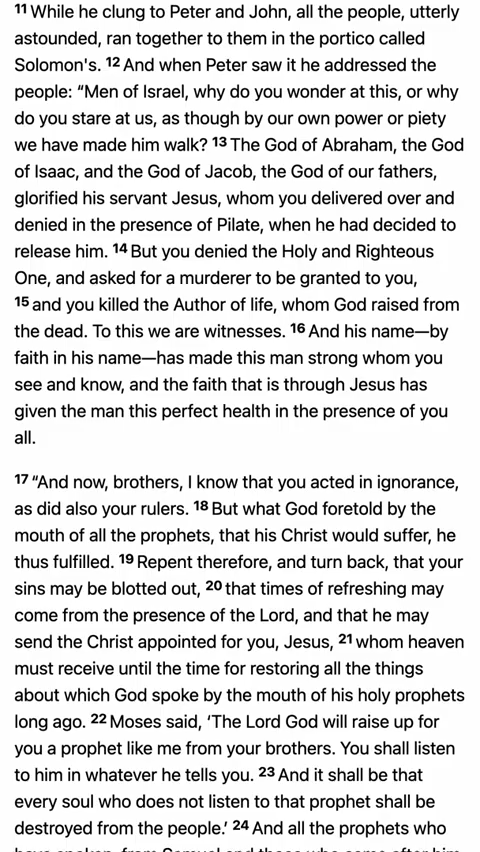 11 While he clung to Peter and John, all the people, utterly
astounded, ran together to them in the portico called
Solomon's. 12 And when Peter saw it he addressed the
people: “Men of Israel, why do you wonder at this, or why
do you stare at us, as though by our own power or piety
we have made him walk? 13 The God of Abraham, the God
of Isaac, and the God of Jacob, the God of our fathers,
glorified his servant Jesus, whom you delivered over and
denied in the presence of Pilate, when he had decided to
release him. 14 But you denied the Holy and Righteous
One, and asked for a murderer to be granted to you,
15 and you killed the Author of life, whom God raised from
the dead. To this we are witnesses. 16 And his name—by
faith in his name—has made this man strong whom you
see and know, and the faith that is through Jesus has
given the man this perfect health in the presence of you
all.
17 “And now, brothers, I know that you acted in ignorance,
as did also your rulers. 18 But what God foretold by the
mouth of all the prophets, that his Christ would suffer, he
thus fulfilled. 19 Repent therefore, and turn back, that your
sins may be blotted out, 20 that times of refreshing may
come from the presence of the Lord, and that he may
send the Christ appointed for you, Jesus, 21 whom heaven
must receive until the time for restoring all the things
about which God spoke by the mouth of his holy prophets
long ago. 22 Moses said, ‘The Lord God will raise up for
you a prophet like me from your brothers. You shall listen
to him in whatever he tells you. 23 And it shall be that
every soul who does not listen to that prophet shall be
destroyed from the people.’ 24 And all the prophets who
have spoken, from Samuel and those who came after him